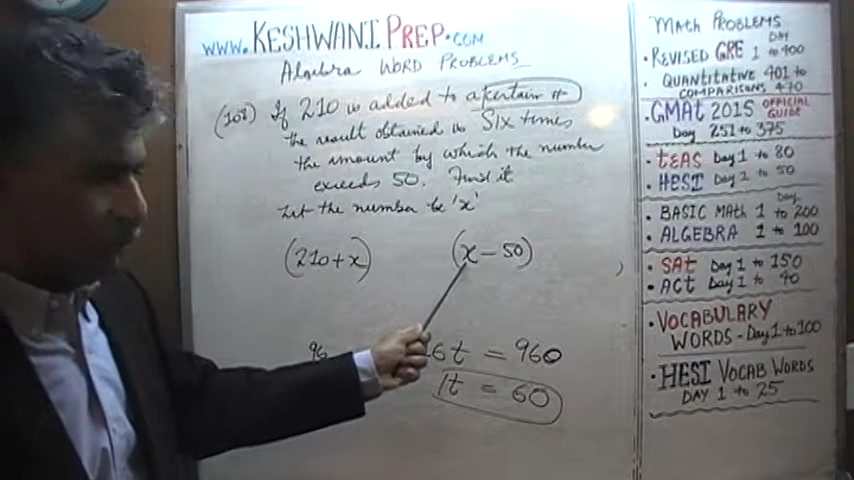 www.KESHWANIPREP.COM
Algebra WORD PROBLEMS
(108) If 210 is added to a certain #
the result obtained is Six times
the amount by which the number
exceeds 50. Find it
Let the number be 'x'
(210+x) (x-50)
96
6t = 960
1t = 60
MATH PROBLEMS
DAY
• REVISED GRE 1 to 400
• QUANTITATIVE 401 to
COMPARISONS 470
GMAt 2015 OFFICIAL GUIDE
Day 251 to 375
• tEAS Day 1 to 80
• HESI Day 1 to 50
Day
• BASIC MAth 1 to 200
• ALGEBRA 1 to 100
• SAt Day 1 to 150
• ACt Day 1 to 90
• VOCABULARY
WORDS - Day 1 to 100
• HESI VOCAB WORDS
DAY 1 to 25